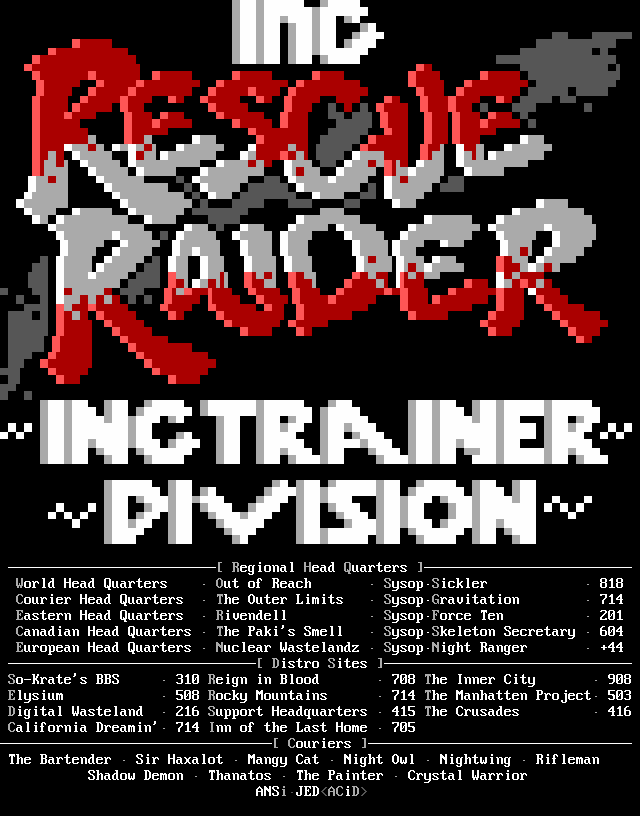 INC
RESCUE
RAIDER
~INC TRAINER~
~DIVISION~
[ Regional Head Quarters ]
World Head Quarters · Out of Reach · Sysop·Sickler · 818
Courier Head Quarters · The Outer Limits · Sysop·Gravitation · 714
Eastern Head Quarters · Rivendell · Sysop·Force Ten · 201
Canadian Head Quarters · The Paki's Smell · Sysop·Skeleton Secretary · 604
European Head Quarters · Nuclear Wastelandz · Sysop·Night Ranger · +44
[ Distro Sites ]
So-Krate's BBS · 310 Reign in Blood · 708 The Inner City · 908
Elysium · 508 Rocky Mountains · 714 The Manhatten Project· 503
Digital Wasteland · 216 Support Headquarters · 415 The Crusades · 416
California Dreamin'· 714 Inn of the Last Home · 705
[ Couriers ]
The Bartender · Sir Haxalot · Mangy Cat · Night Owl · Nightwing · Rifleman
Shadow Demon · Thanatos · The Painter · Crystal Warrior
ANSi·JED<ACiD>